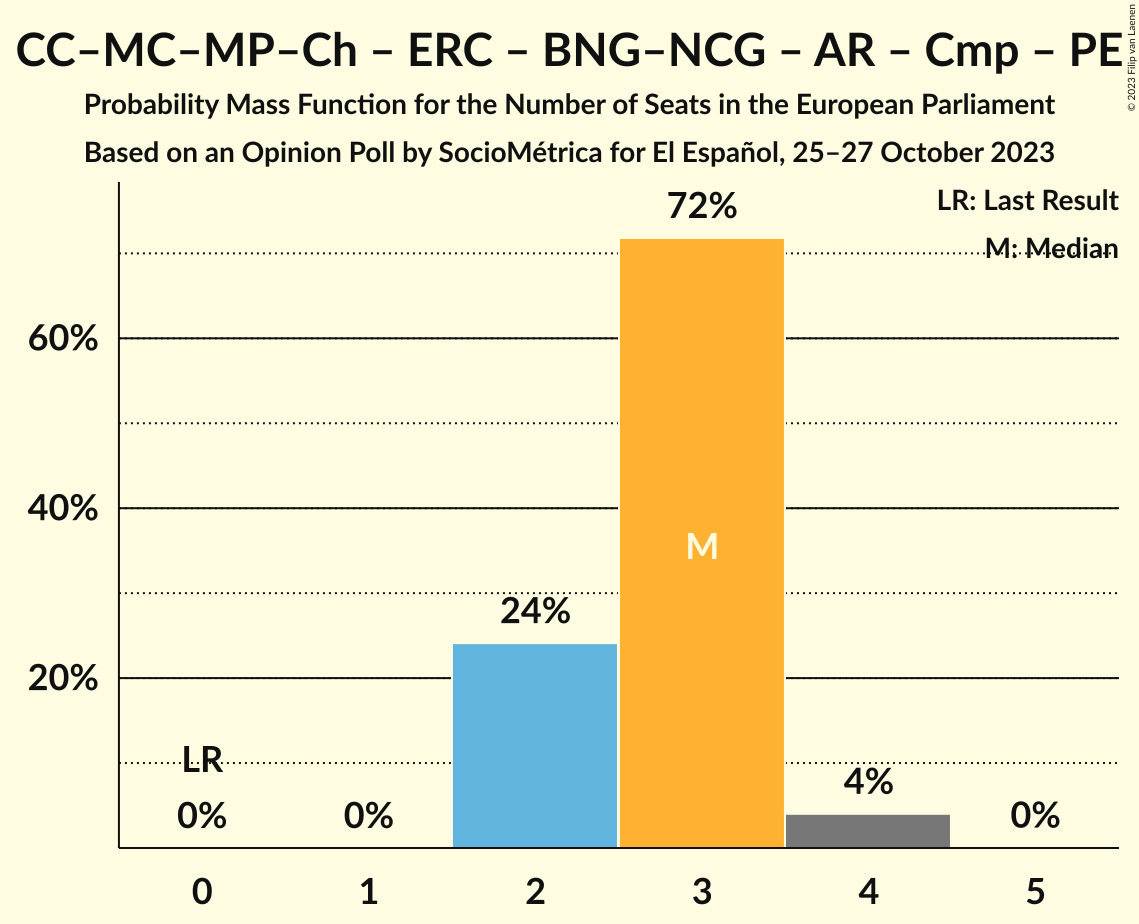 CC–MC–MP–Ch – ERC – BNG–NCG – AR – Cmp – PE
© 2023 Filip van Laenen
Probability Mass Function for the Number of Seats in the European Parliament
Based on an Opinion Poll by SocioMétrica for El Español, 25–27 October 2023
LR: Last Result
M: Median
72%
60%
40%
M
24%
20%
LR
4%
0%
0%
0%
0
1
2
3
4
5